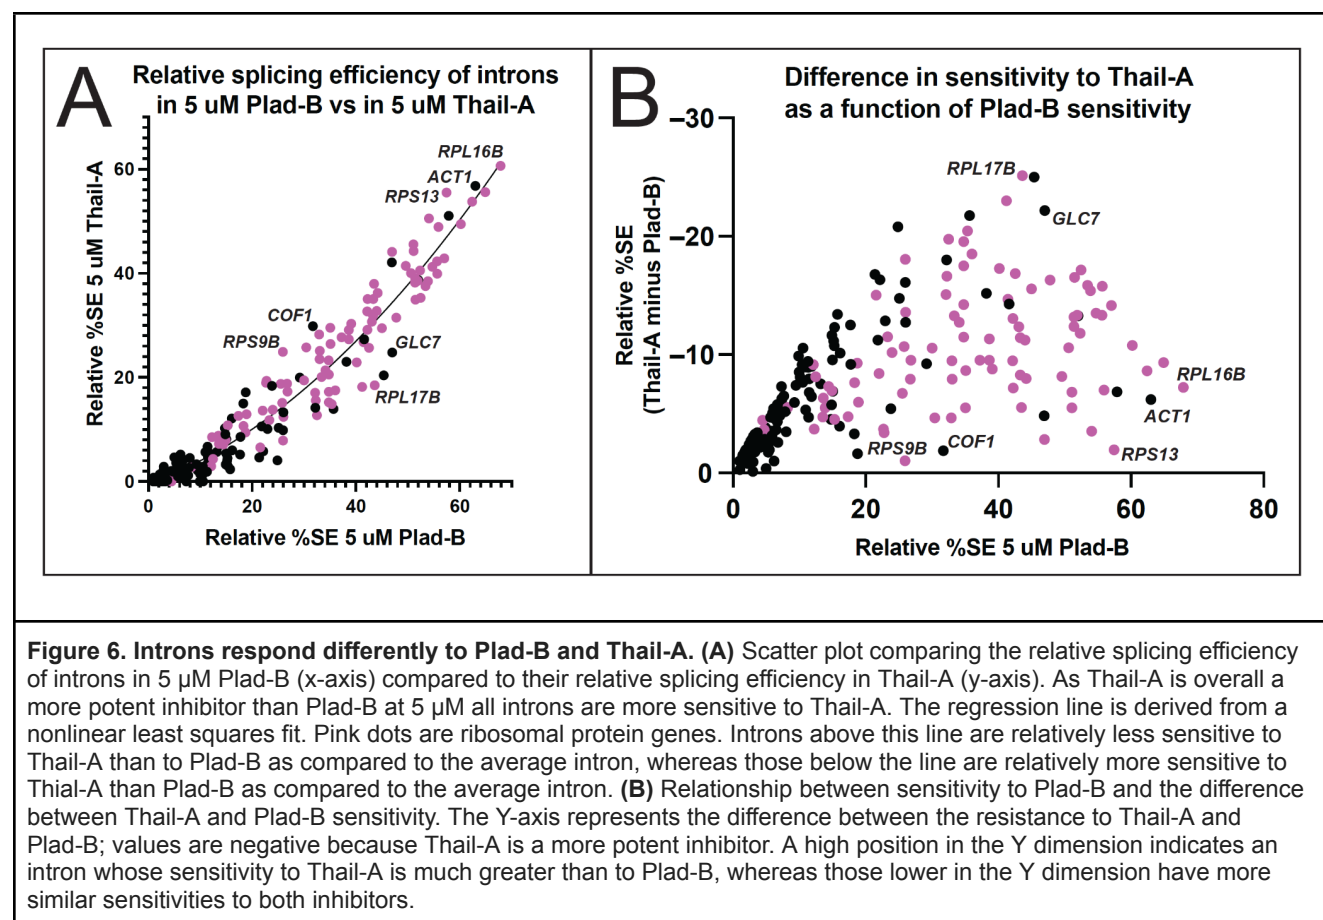 A
Relative splicing efficiency of introns
in 5 uM Plad-B vs in 5 uM Thail-A
Relative %SE 5 uM Thail-A
60
40
20
0
RPL16B
ACT1
RPS13
COF1
RPS9B
GLC7
RPL17B
0 20 40 60
Relative %SE 5 uM Plad-B
B
Difference in sensitivity to Thail-A
as a function of Plad-B sensitivity
Relative %SE
(Thail-A minus Plad-B)
–30
–20
–10
0
RPL17B
GLC7
RPL16B
ACT1
RPS9B
COF1
RPS13
0 20 40 60 80
Relative %SE 5 uM Plad-B
Figure 6. Introns respond differently to Plad-B and Thail-A. (A) Scatter plot comparing the relative splicing efficiency
of introns in 5 µM Plad-B (x-axis) compared to their relative splicing efficiency in Thail-A (y-axis). As Thail-A is overall a
more potent inhibitor than Plad-B at 5 µM all introns are more sensitive to Thail-A. The regression line is derived from a
nonlinear least squares fit. Pink dots are ribosomal protein genes. Introns above this line are relatively less sensitive to
Thail-A than to Plad-B as compared to the average intron, whereas those below the line are relatively more sensitive to
Thial-A than Plad-B as compared to the average intron. (B) Relationship between sensitivity to Plad-B and the difference
between Thail-A and Plad-B sensitivity. The Y-axis represents the difference between the resistance to Thail-A and
Plad-B; values are negative because Thail-A is a more potent inhibitor. A high position in the Y dimension indicates an
intron whose sensitivity to Thail-A is much greater than to Plad-B, whereas those lower in the Y dimension have more
similar sensitivities to both inhibitors.